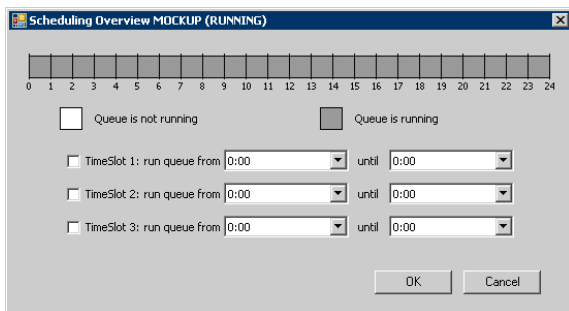 Scheduling Overview MOCKUP (RUNNING)
0 1 2 3 4 5 6 7 8 9 10 11 12 13 14 15 16 17 18 19 20 21 22 23 24
Queue is not running Queue is running
TimeSlot 1: run queue from 0:00 until 0:00
TimeSlot 2: run queue from 0:00 until 0:00
TimeSlot 3: run queue from 0:00 until 0:00
OK Cancel